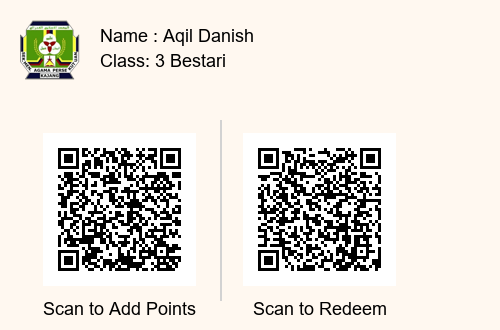 Name : Aqil Danish
Class: 3 Bestari
AGAMA PERSE
KAJANG
Scan to Add Points
Scan to Redeem